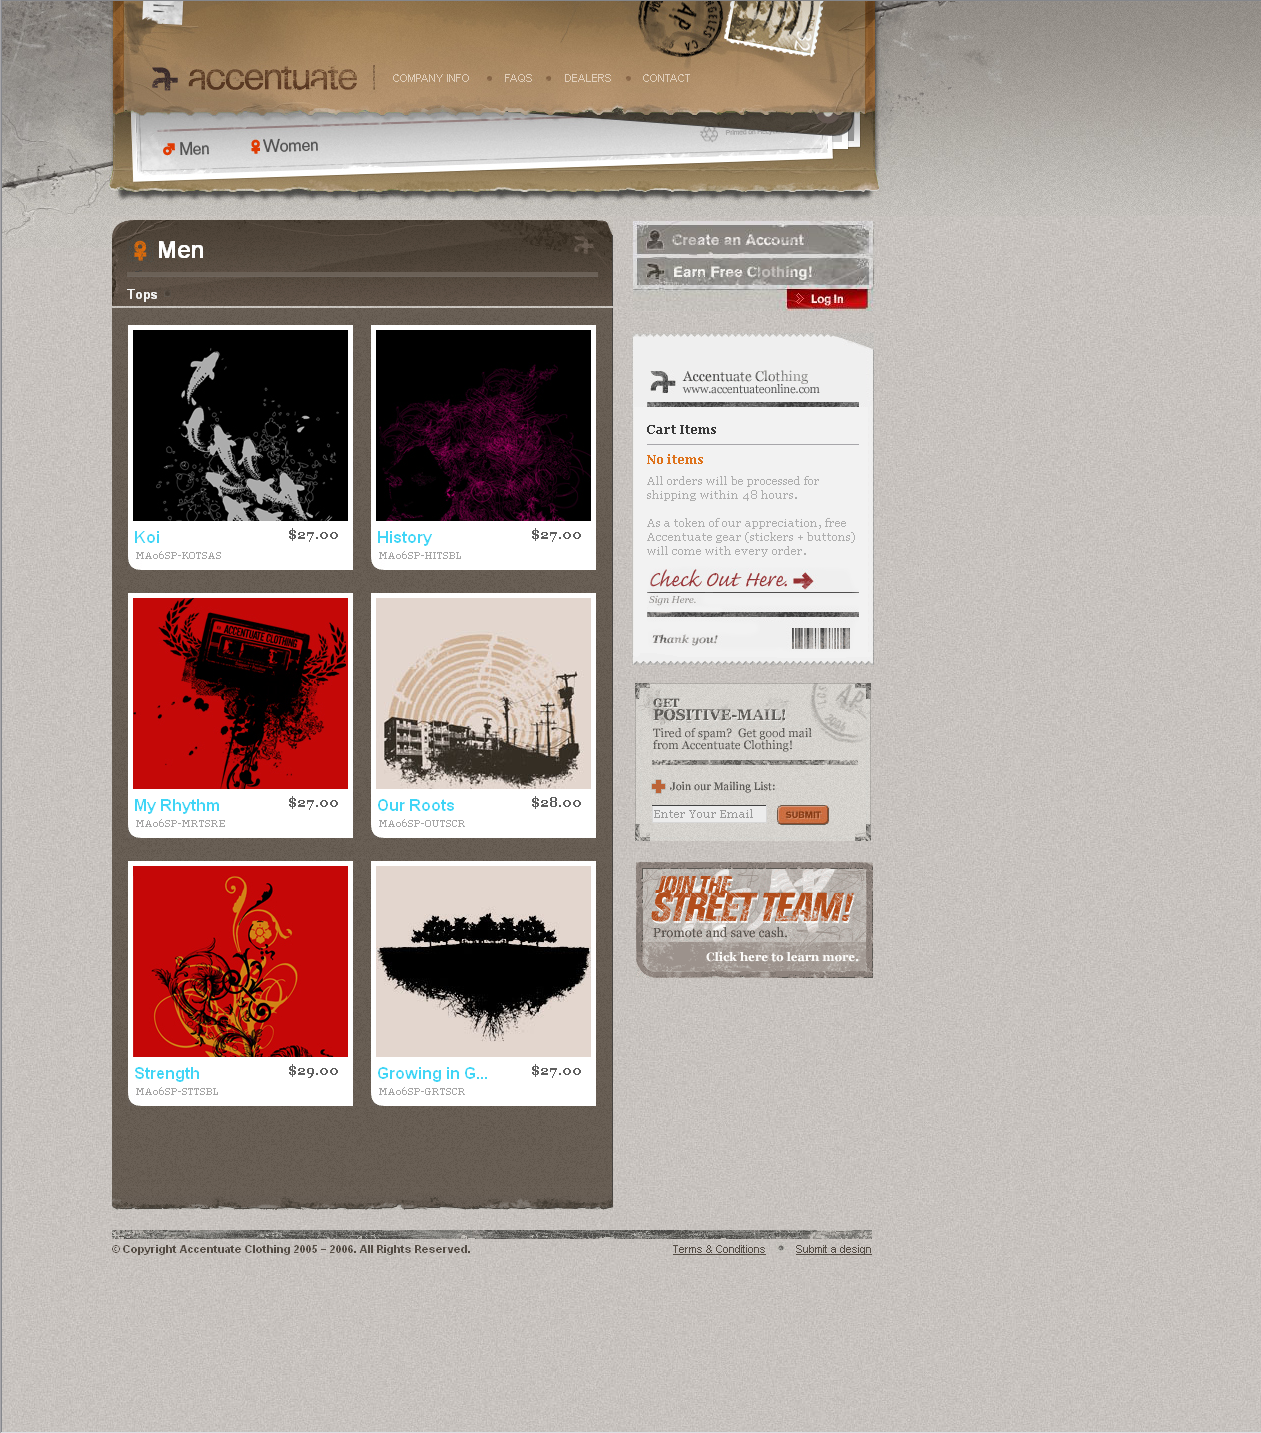 accentuate
COMPANY INFO
FAQS
DEALERS
CONTACT
Men
Women
Men
Tops
Koi
$27.00
MA06SP-KOTSAS
History
$27.00
MA06SP-HITSBL
ACCENTUATE CLOTHING
My Rhythm
$27.00
MA06SP-MRTSRE
Our Roots
$28.00
MA06SP-OUTSCR
Strength
$29.00
MA06SP-STTSBL
Growing in G...
$27.00
MA06SP-GRTSCR
Create an Account
Earn Free Clothing!
Log In
Accentuate Clothing
www.accentuateonline.com
Cart Items
No items
All orders will be processed for
shipping within 48 hours.
As a token of our appreciation, free
Accentuate gear (stickers + buttons)
will come with every order.
Check Out Here.
Sign Here.
Thank you!
GET
POSITIVE-MAIL!
Tired of spam? Get good mail
from Accentuate Clothing!
Join our Mailing List:
Enter Your Email
SUBMIT
JOIN THE
STREET TEAM!
Promote and save cash.
Click here to learn more.
© Copyright Accentuate Clothing 2005 – 2006. All Rights Reserved.
Terms & Conditions
Submit a design